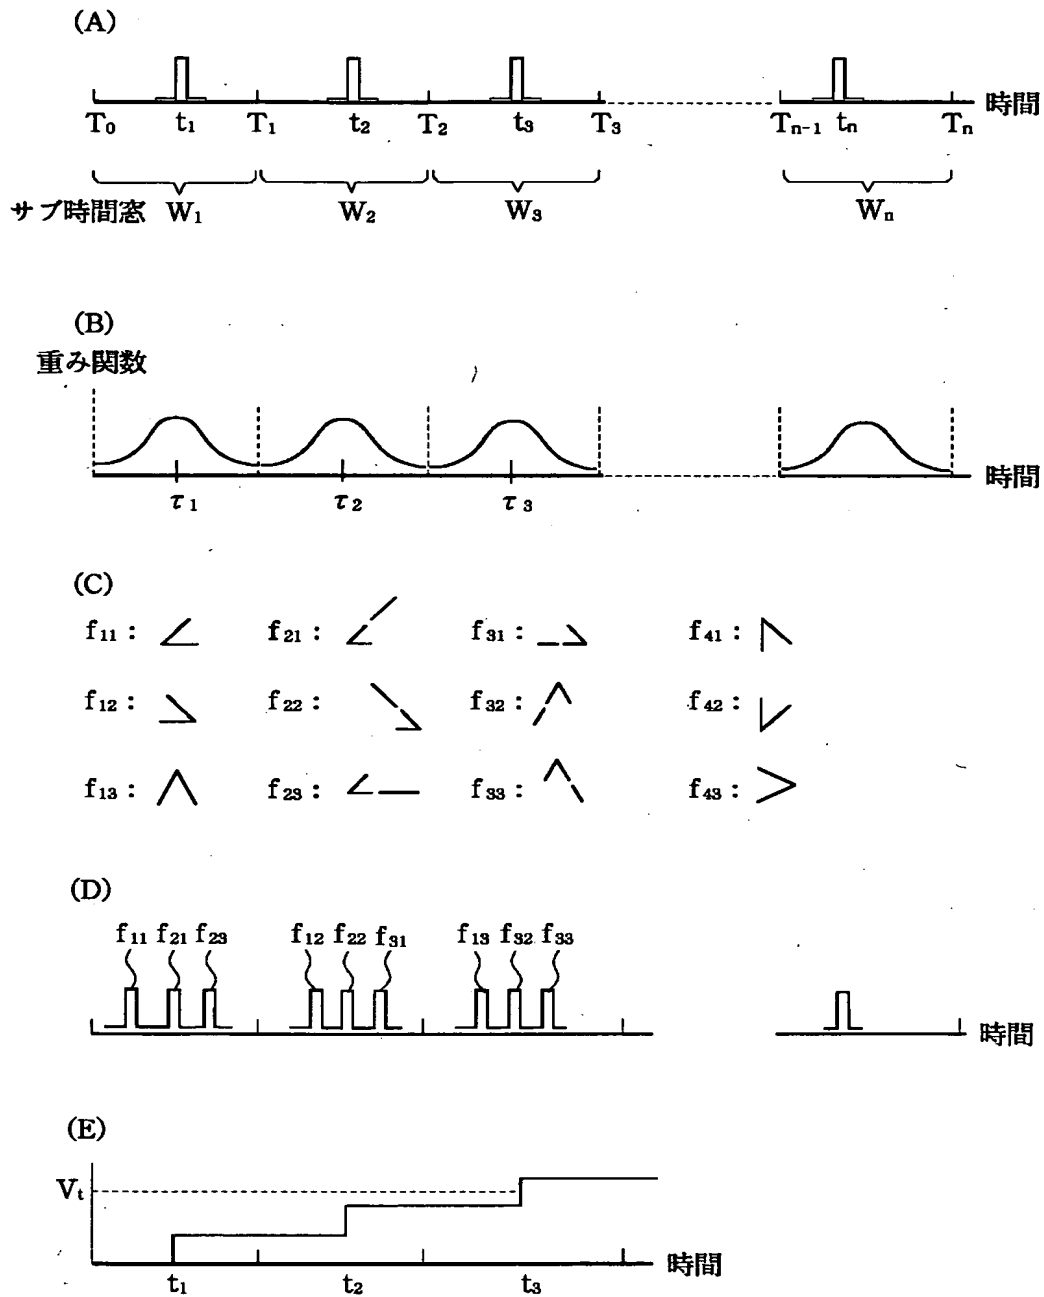 (A)
時間
T₀ t₁ T₁ t₂ T₂ t₃ T₃ Tₙ₋₁ tₙ Tₙ
サブ時間窓 W₁ W₂ W₃ Wₙ
(B)
重み関数
時間
τ₁ τ₂ τ₃
(C)
f₁₁ : f₂₁ : f₃₁ : f₄₁ :
f₁₂ : f₂₂ : f₃₂ : f₄₂ :
f₁₃ : f₂₃ : f₃₃ : f₄₃ :
(D)
f₁₁ f₂₁ f₂₃ f₁₂ f₂₂ f₃₁ f₁₃ f₃₂ f₃₃
時間
(E)
Vₜ
時間
t₁ t₂ t₃